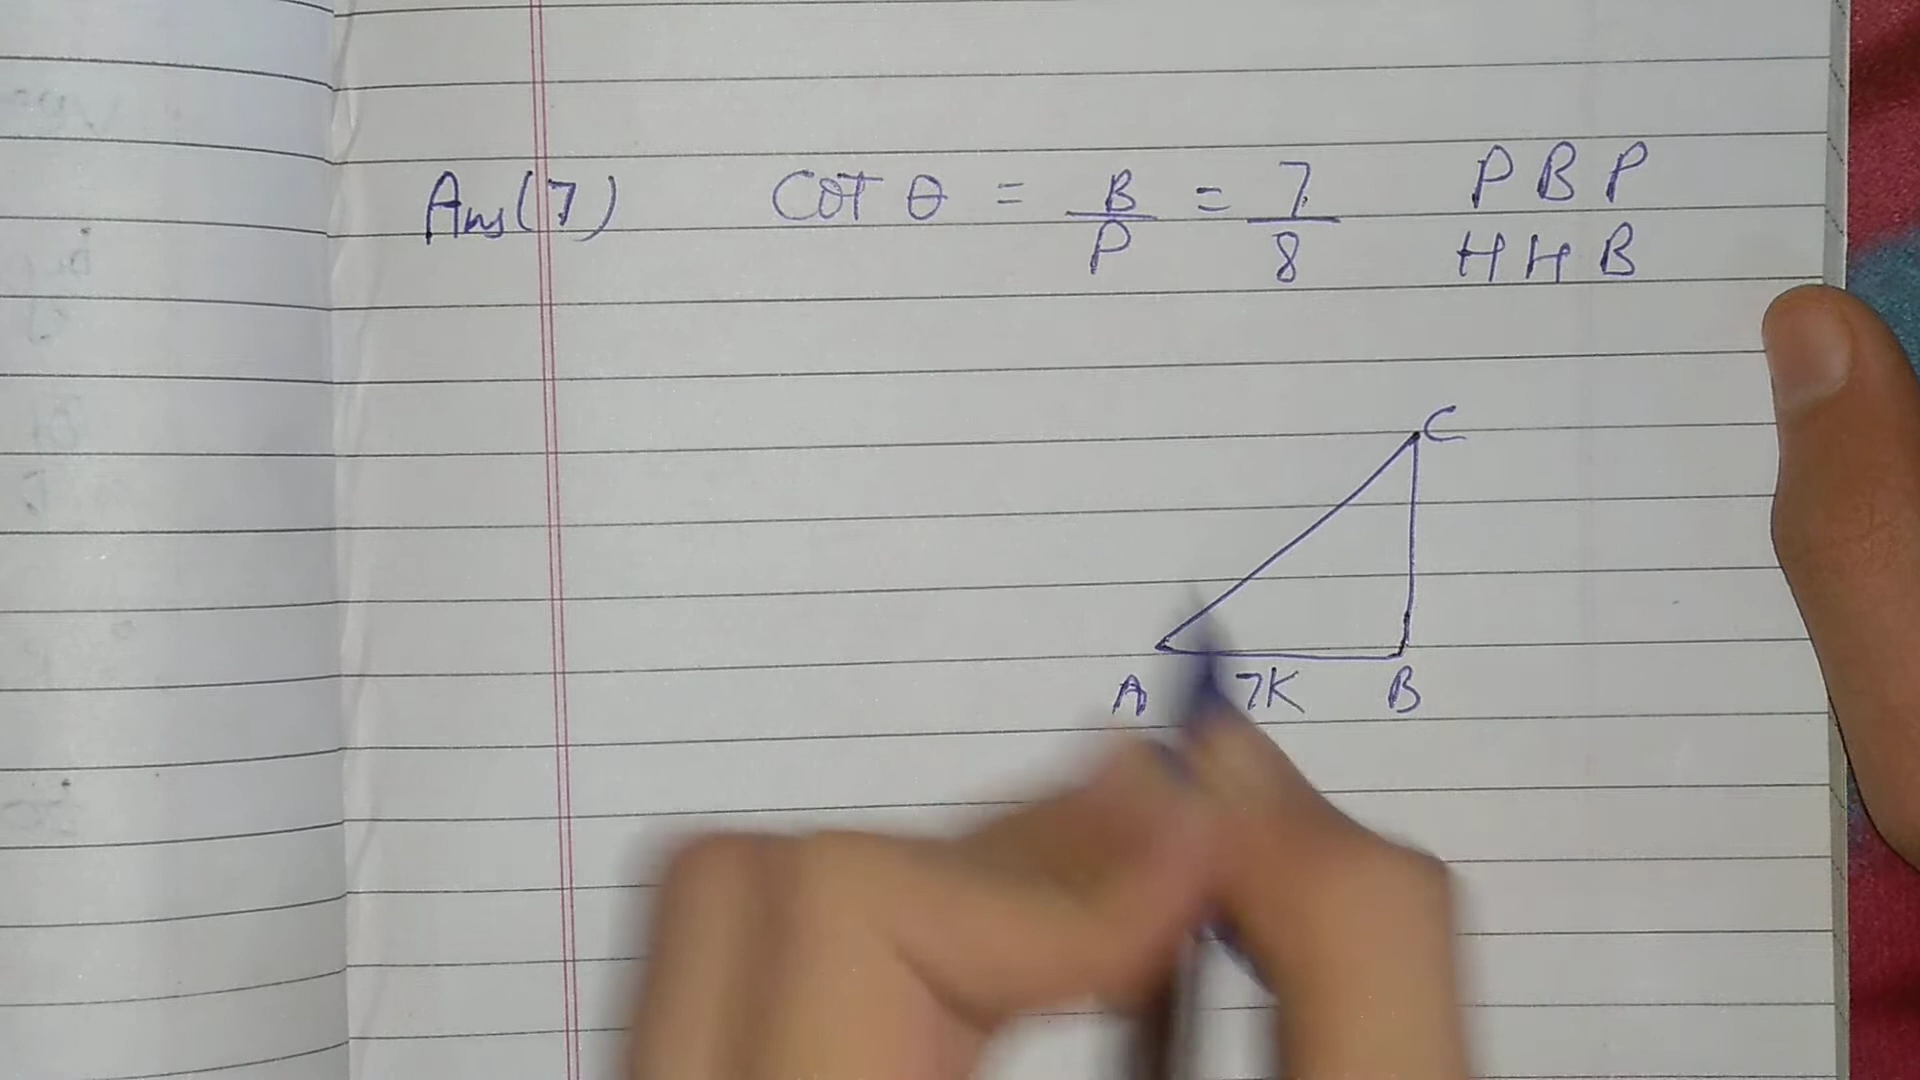 Ans(7) COT θ = B/P = 7/8 P B P
H H B
C
A 7K B